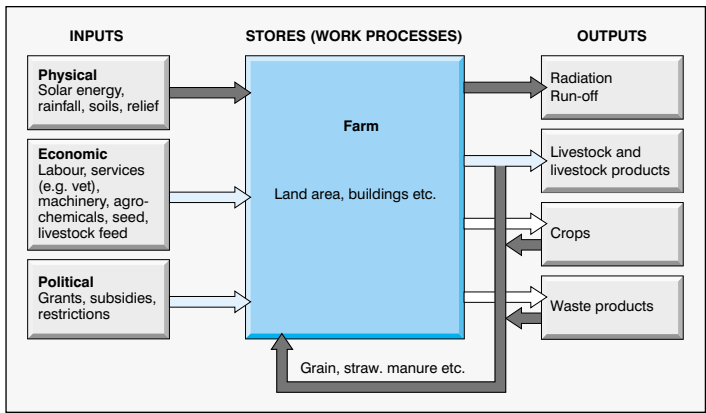 INPUTS
STORES (WORK PROCESSES)
OUTPUTS
Physical
Solar energy,
rainfall, soils, relief
Economic
Labour, services
(e.g. vet),
machinery, agro-
chemicals, seed,
livestock feed
Political
Grants, subsidies,
restrictions
Farm
Land area, buildings etc.
Radiation
Run-off
Livestock and
livestock products
Crops
Waste products
Grain, straw. manure etc.